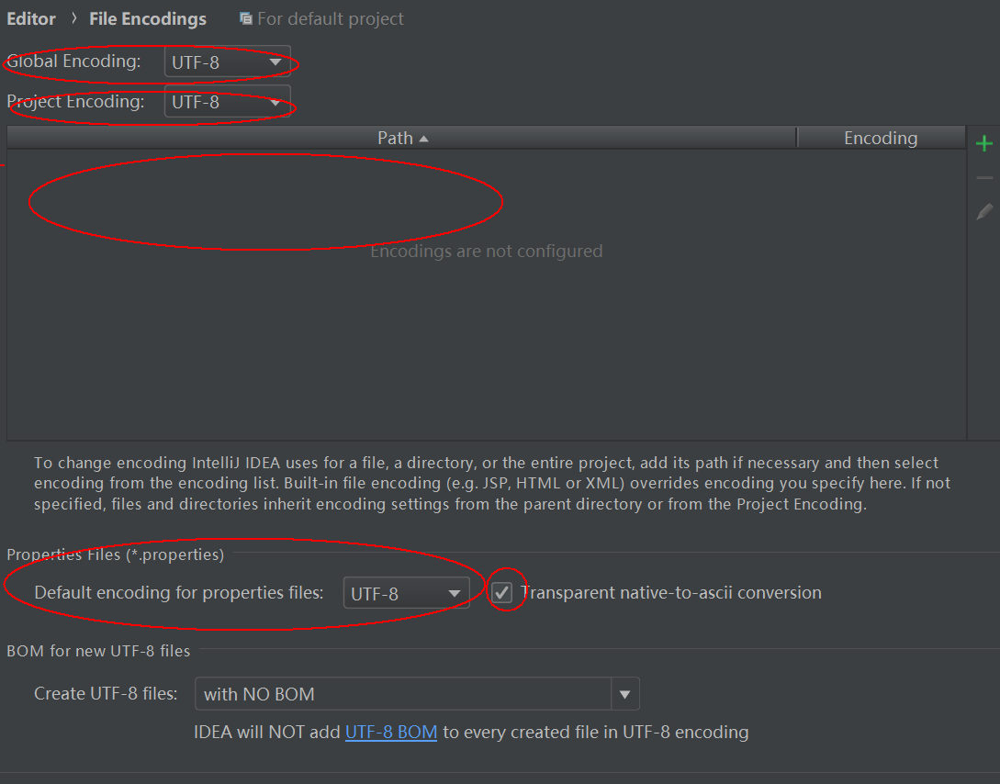 Editor › File Encodings For default project
Global Encoding: UTF-8
Project Encoding: UTF-8
Path Encoding
Encodings are not configured
To change encoding IntelliJ IDEA uses for a file, a directory, or the entire project, add its path if necessary and then select
encoding from the encoding list. Built-in file encoding (e.g. JSP, HTML or XML) overrides encoding you specify here. If not
specified, files and directories inherit encoding settings from the parent directory or from the Project Encoding.
Properties Files (*.properties)
Default encoding for properties files: UTF-8 Transparent native-to-ascii conversion
BOM for new UTF-8 files
Create UTF-8 files: with NO BOM
IDEA will NOT add UTF-8 BOM to every created file in UTF-8 encoding